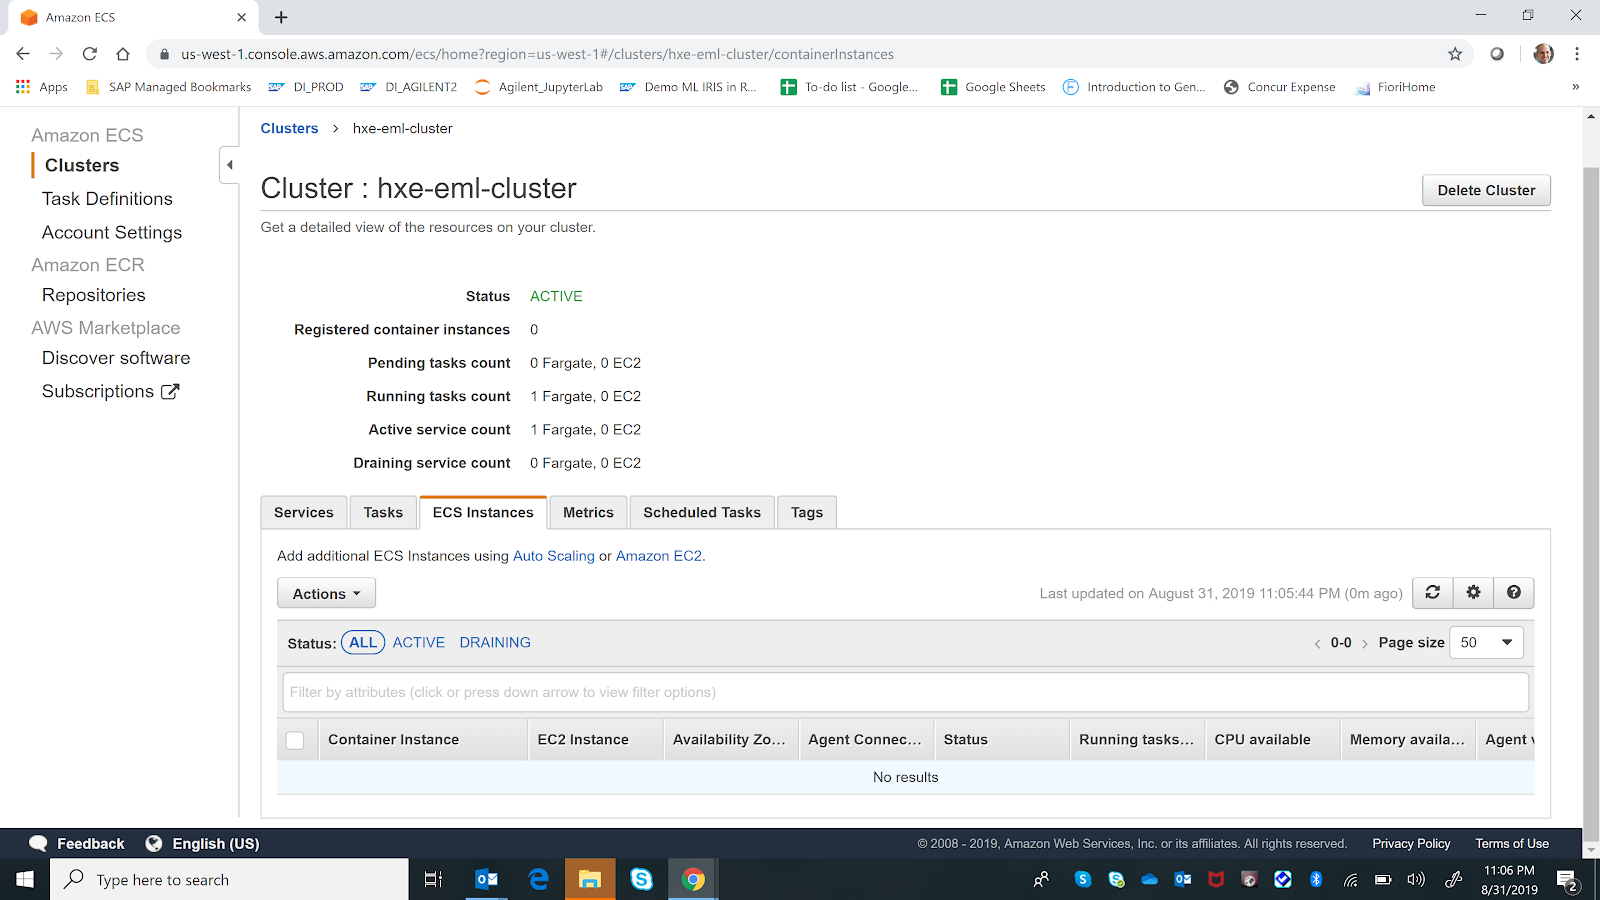 Amazon ECS
us-west-1.console.aws.amazon.com/ecs/home?region=us-west-1#/clusters/hxe-eml-cluster/containerInstances
Apps SAP Managed Bookmarks DI_PROD DI_AGILENT2 Agilent_JupyterLab Demo ML IRIS in R... To-do list - Google... Google Sheets Introduction to Gen... Concur Expense FioriHome »
Amazon ECS
Clusters
Task Definitions
Account Settings
Amazon ECR
Repositories
AWS Marketplace
Discover software
Subscriptions
Clusters > hxe-eml-cluster
Cluster : hxe-eml-cluster
Delete Cluster
Get a detailed view of the resources on your cluster.
Status ACTIVE
Registered container instances 0
Pending tasks count 0 Fargate, 0 EC2
Running tasks count 1 Fargate, 0 EC2
Active service count 1 Fargate, 0 EC2
Draining service count 0 Fargate, 0 EC2
Services Tasks ECS Instances Metrics Scheduled Tasks Tags
Add additional ECS Instances using Auto Scaling or Amazon EC2.
Actions
Last updated on August 31, 2019 11:05:44 PM (0m ago)
Status: ALL ACTIVE DRAINING
< 0-0 > Page size 50
Filter by attributes (click or press down arrow to view filter options)
Container Instance EC2 Instance Availability Zo... Agent Connec... Status Running tasks... CPU available Memory availa... Agent v
No results
Feedback English (US)
© 2008 - 2019, Amazon Web Services, Inc. or its affiliates. All rights reserved. Privacy Policy Terms of Use
Type here to search
11:06 PM
8/31/2019
2